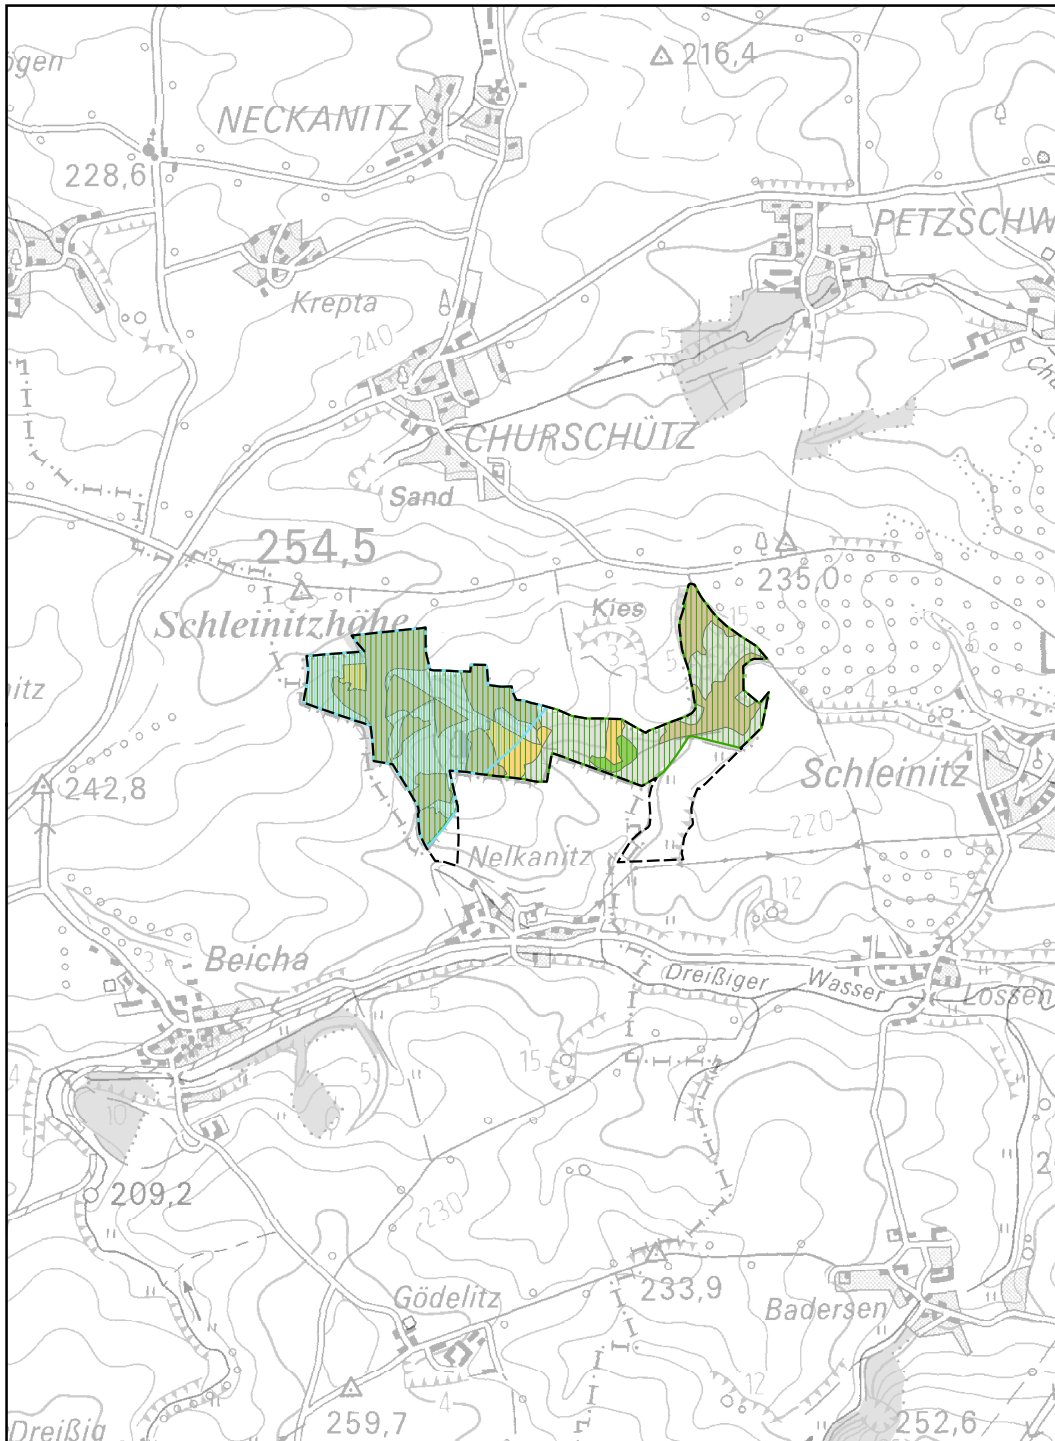 ögen
216,4
NECKANITZ
228,6
PETZSCHW
Krepta
240
5
CHURSCHÜTZ
Sand
254,5
235,0
Schleinitzhöhe
Kies
15
3
5
6
L
nitz
4
242,8
Schleinitz
220
Nelkanitz
12
5
Beicha
3
Dreißiger Wasser
Lossen
5
15
5
4
10
209,2
230
233,9
Gödelitz
Badersen
12
259,7
4
252,6
Dreißig